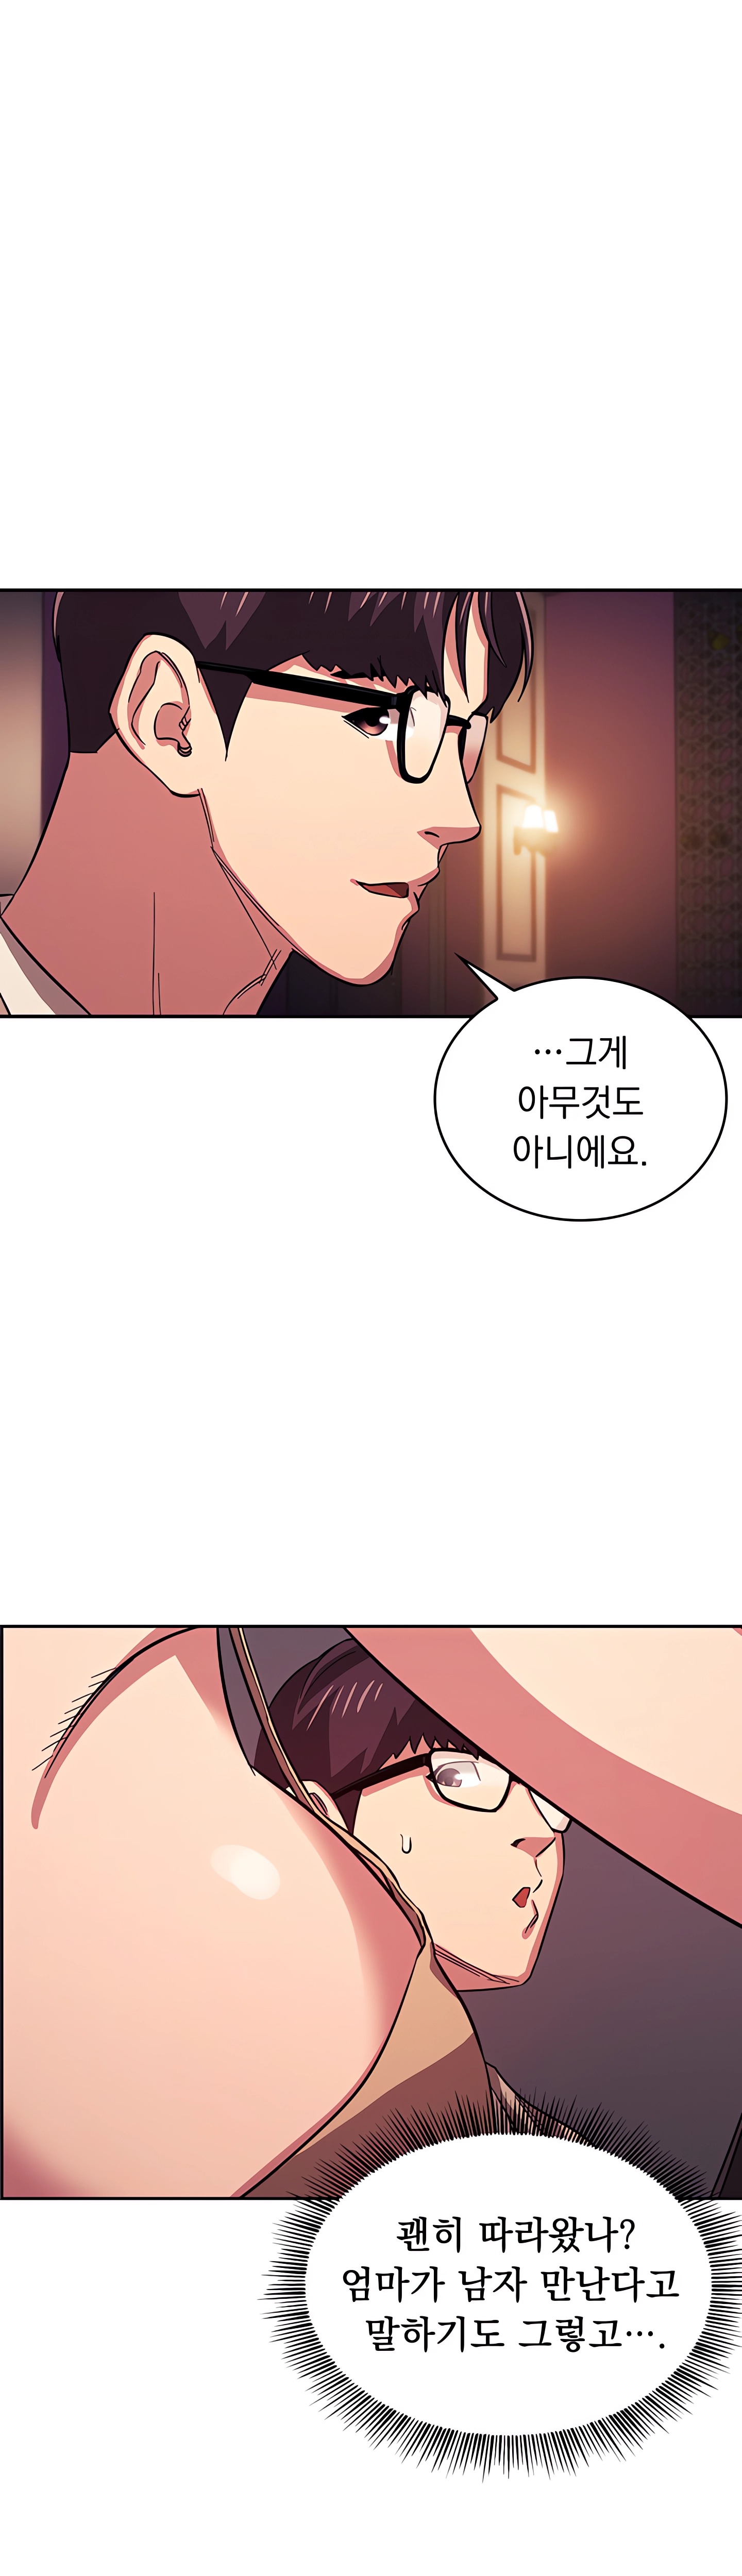 …그게
아무것도
아니에요.
괜히 따라왔나?
엄마가 남자 만난다고
말하기도 그렇고….